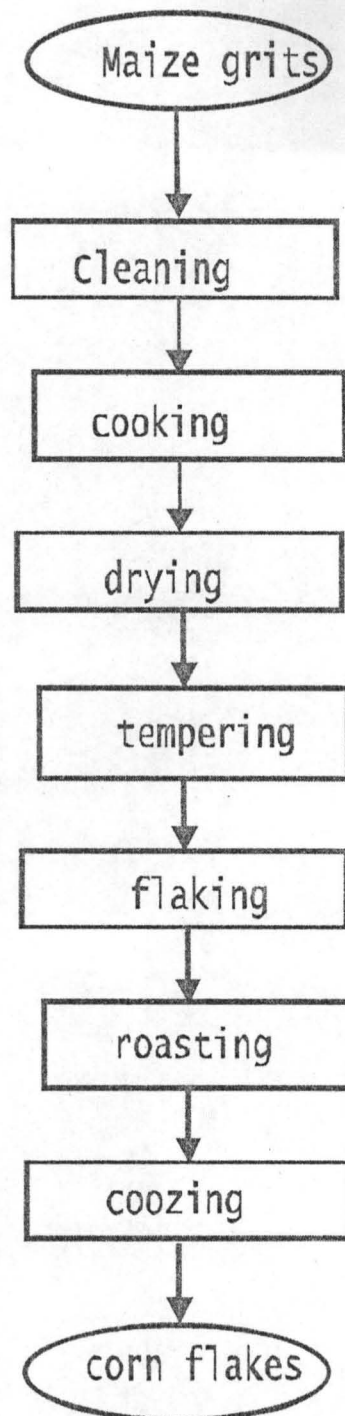 Maize grits
Cleaning
cooking
drying
tempering
flaking
roasting
coozing
corn flakes